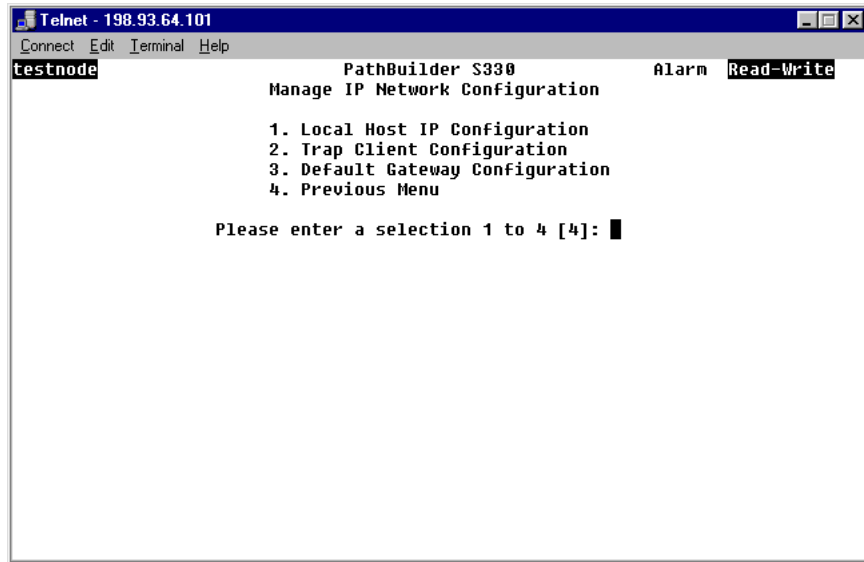 Telnet - 198.93.64.101
Connect Edit Terminal Help
testnode PathBuilder S330 Alarm Read-Write
Manage IP Network Configuration
1. Local Host IP Configuration
2. Trap Client Configuration
3. Default Gateway Configuration
4. Previous Menu
Please enter a selection 1 to 4 [4]: